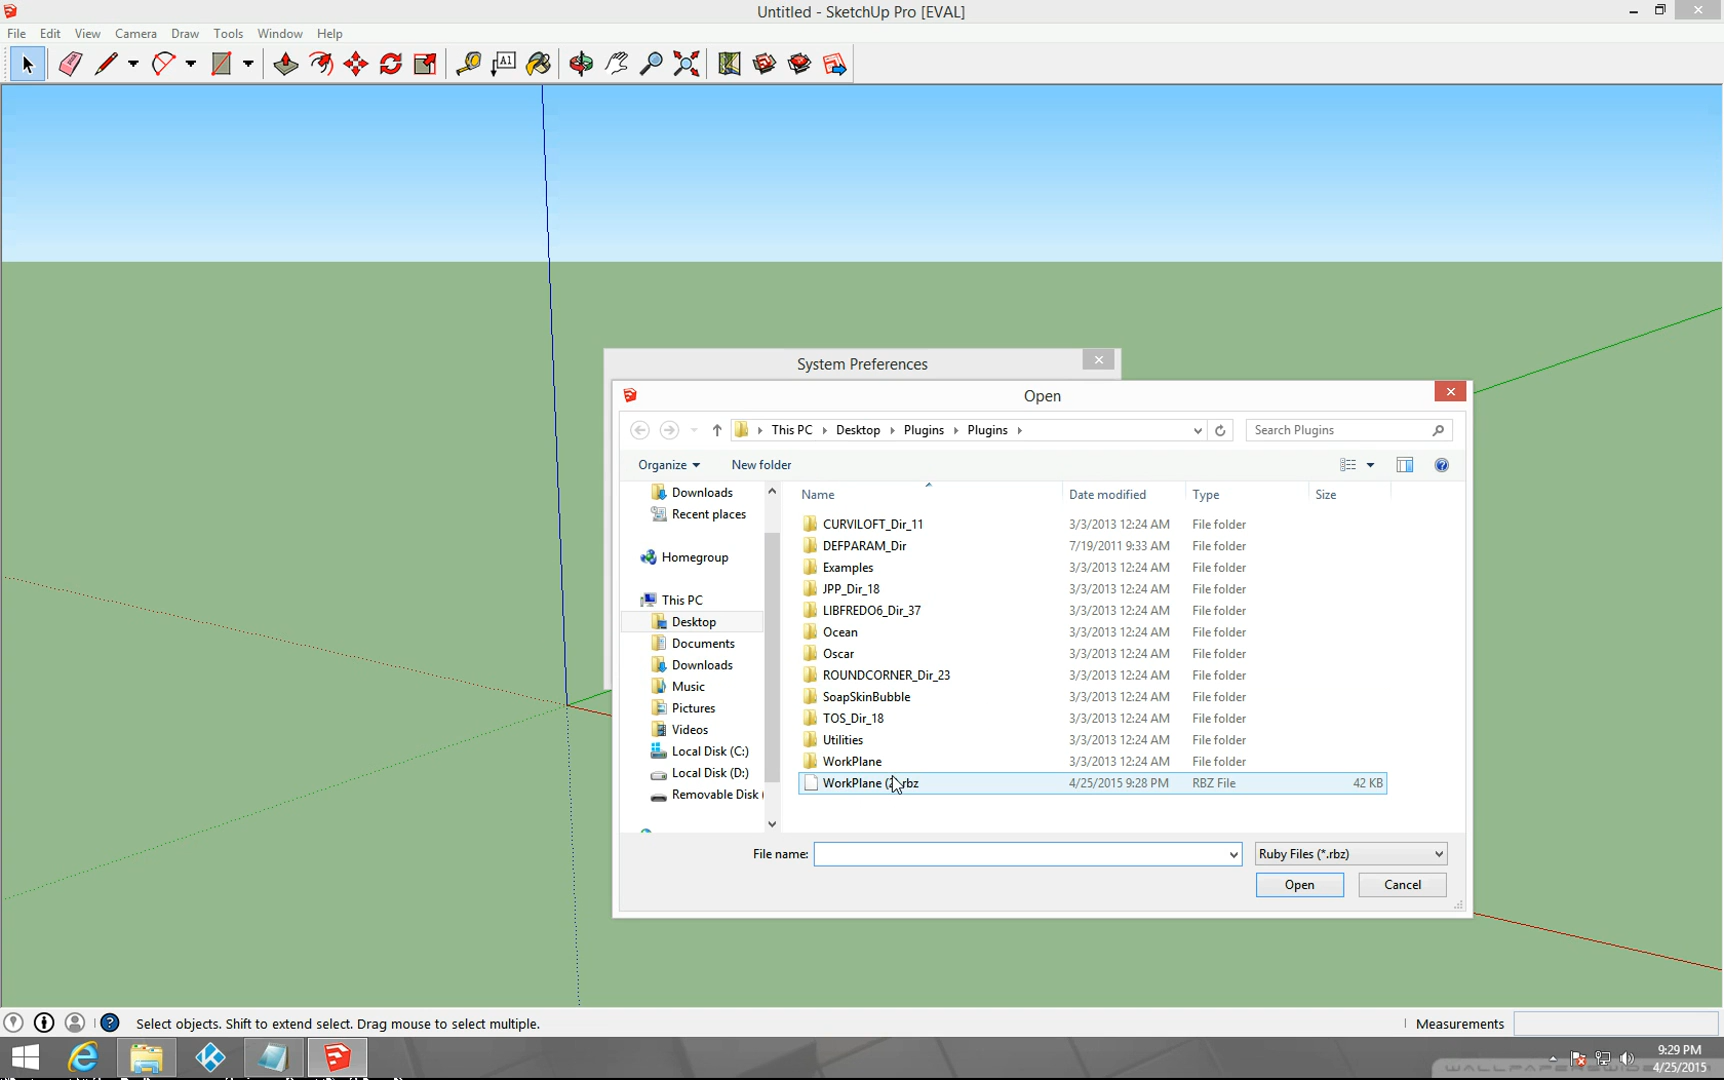 Untitled - SketchUp Pro [EVAL]
File Edit View Camera Draw Tools Window Help
A1
System Preferences
Open
This PC Desktop Plugins Plugins
Search Plugins
Organize New folder
Name Date modified Type Size
Downloads
Recent places
Homegroup
This PC
Desktop
Documents
Downloads
Music
Pictures
Videos
Local Disk (C:)
Local Disk (D:)
Removable Disk
CURVILOFT_Dir_11 3/3/2013 12:24 AM File folder
DEFPARAM_Dir 7/19/2011 9:33 AM File folder
Examples 3/3/2013 12:24 AM File folder
JPP_Dir_18 3/3/2013 12:24 AM File folder
LIBFREDO6_Dir_37 3/3/2013 12:24 AM File folder
Ocean 3/3/2013 12:24 AM File folder
Oscar 3/3/2013 12:24 AM File folder
ROUNDCORNER_Dir_23 3/3/2013 12:24 AM File folder
SoapSkinBubble 3/3/2013 12:24 AM File folder
TOS_Dir_18 3/3/2013 12:24 AM File folder
Utilities 3/3/2013 12:24 AM File folder
WorkPlane 3/3/2013 12:24 AM File folder
WorkPlane rbz 4/25/2015 9:28 PM RBZ File 42 KB
File name: Ruby Files (*.rbz)
Open Cancel
Select objects. Shift to extend select. Drag mouse to select multiple.
Measurements
9:29 PM
4/25/2015